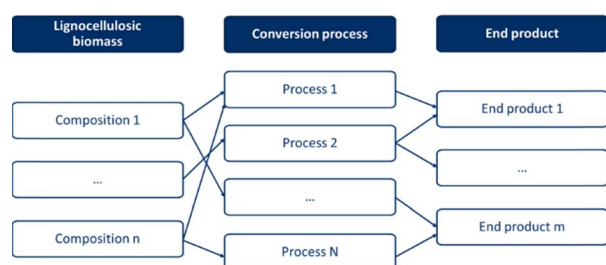 Lignocellulosic
biomass
Conversion process
End product
Composition 1
...
Composition n
Process 1
Process 2
...
Process N
End product 1
...
End product m